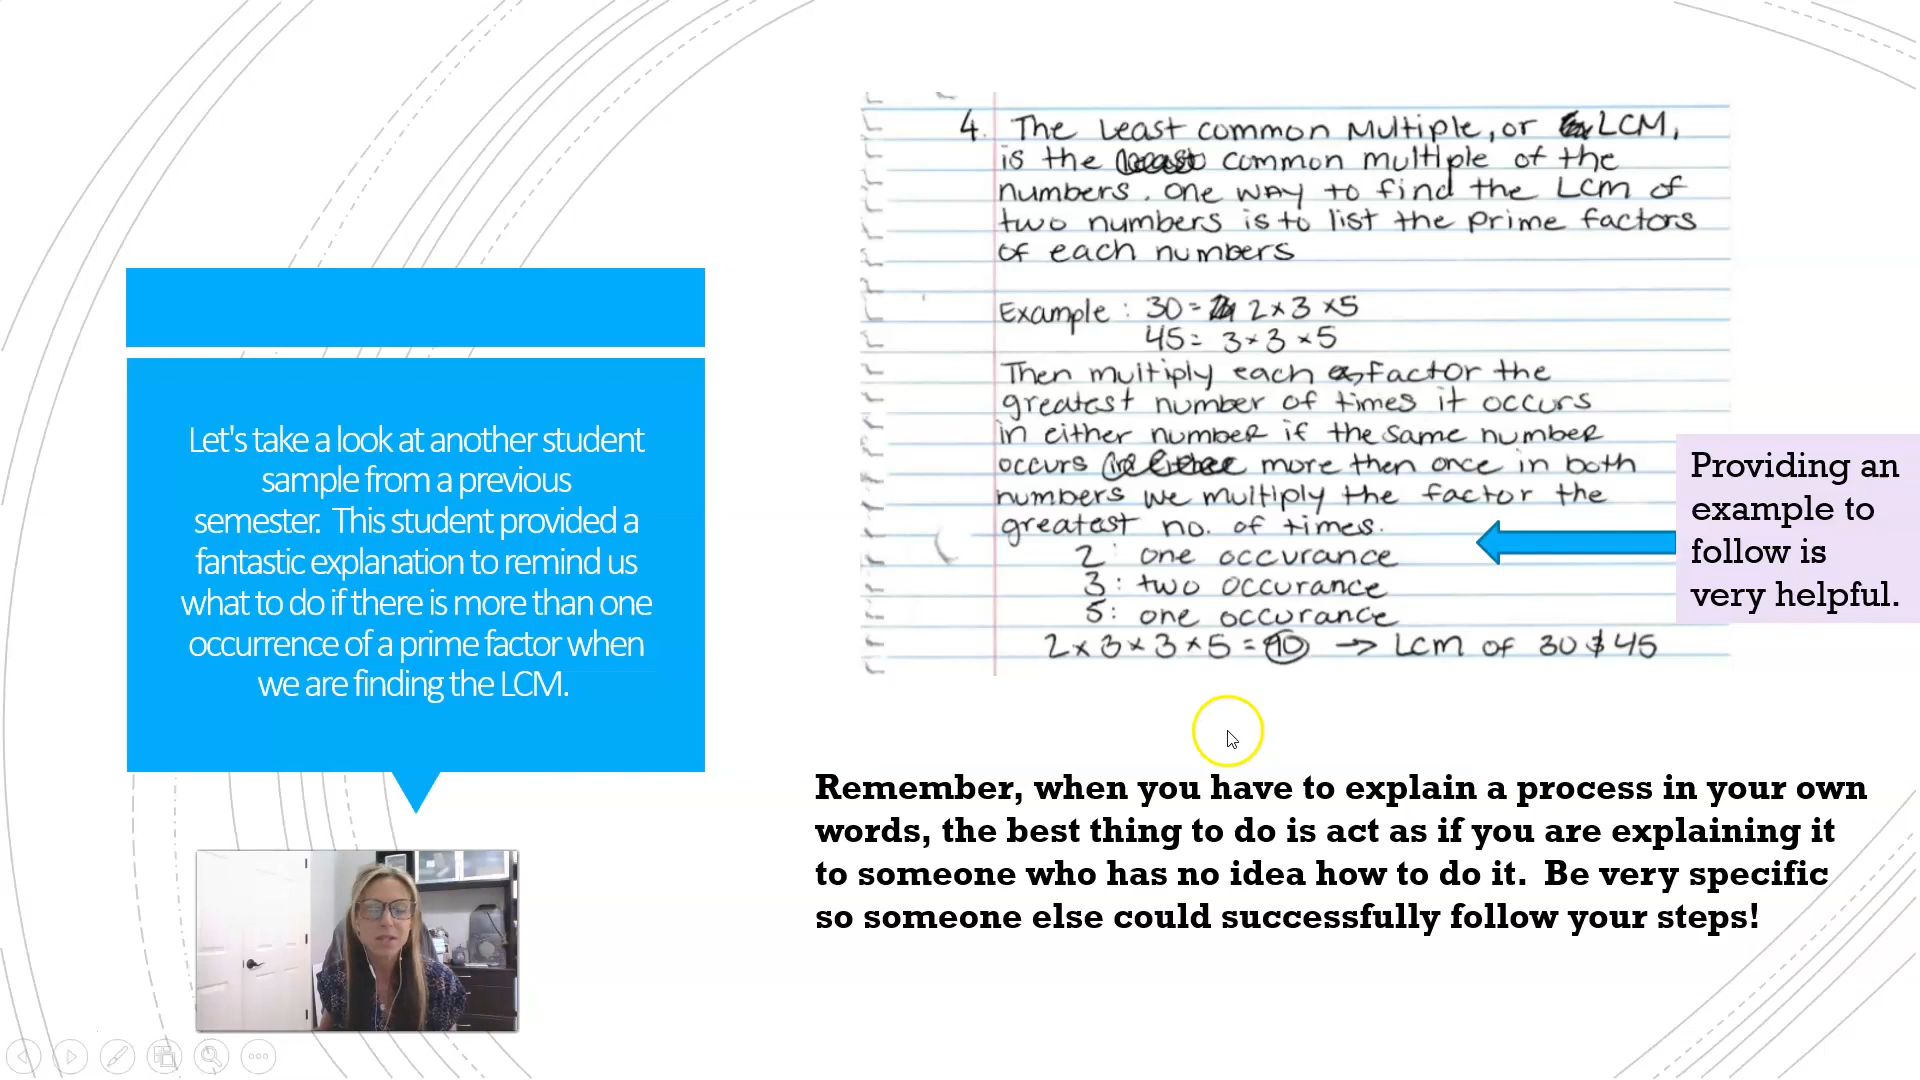 Let's take a look at another student
sample from a previous
semester. This student provided a
fantastic explanation to remind us
what to do if there is more than one
occurrence of a prime factor when
we are finding the LCM.
4. The Least common Multiple, or LCM,
is the common multiple of the
numbers. One way to find the LCM of
two numbers is to list the prime factors
of each numbers
Example: 30= 2×3×5
45= 3×3×5
Then multiply each factor the
greatest number of times it occurs
in either number if the same number
occurs more then once in both
numbers we multiply the factor the
greatest no. of times.
2: one occurance
3: two occurance
5: one occurance
2×3×3×5=90 → LCM of 30 & 45
Providing an
example to
follow is
very helpful.
Remember, when you have to explain a process in your own
words, the best thing to do is act as if you are explaining it
to someone who has no idea how to do it. Be very specific
so someone else could successfully follow your steps!